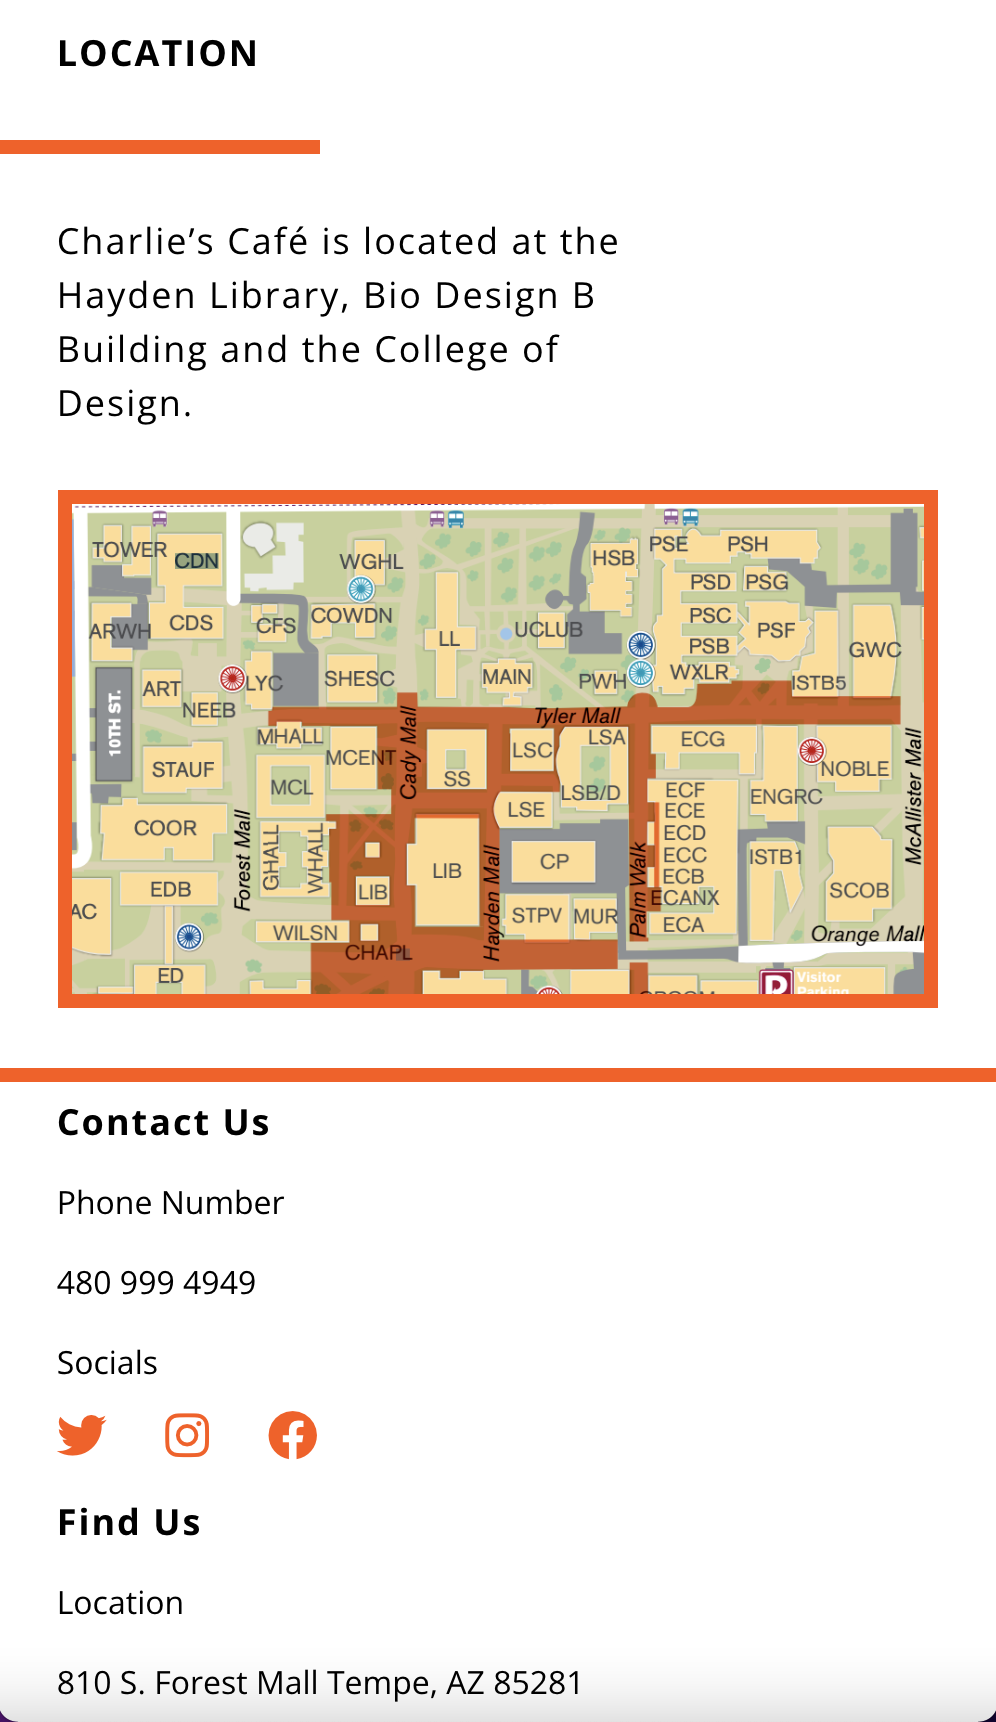 LOCATION
Charlie’s Café is located at the
Hayden Library, Bio Design B
Building and the College of
Design.
TOWER
CDN
WGHL
HSB
PSE
PSH
PSD
PSG
ARWH
CDS
CFS
COWDN
LL
UCLUB
PSC
PSB
PSF
GWC
ART
LYC
SHESC
MAIN
PWH
WXLR
ISTB5
10TH ST.
NEEB
Tyler Mall
MHALL
MCENT
Cady Mall
SS
LSC
LSA
ECG
STAUF
MCL
LSB/D
NOBLE
McAllister Mall
COOR
Forest Mall
GHALL
WHALL
LSE
ECF
ECE
ECD
ECC
ECB
ECANX
ECA
ENGRC
EDB
LIB
LIB
Hayden Mall
CP
Palm Walk
ISTB1
SCOB
AC
WILSN
CHAPL
STPV
MUR
Orange Mall
ED
Visitor
Parking
Contact Us
Phone Number
480 999 4949
Socials
Find Us
Location
810 S. Forest Mall Tempe, AZ 85281